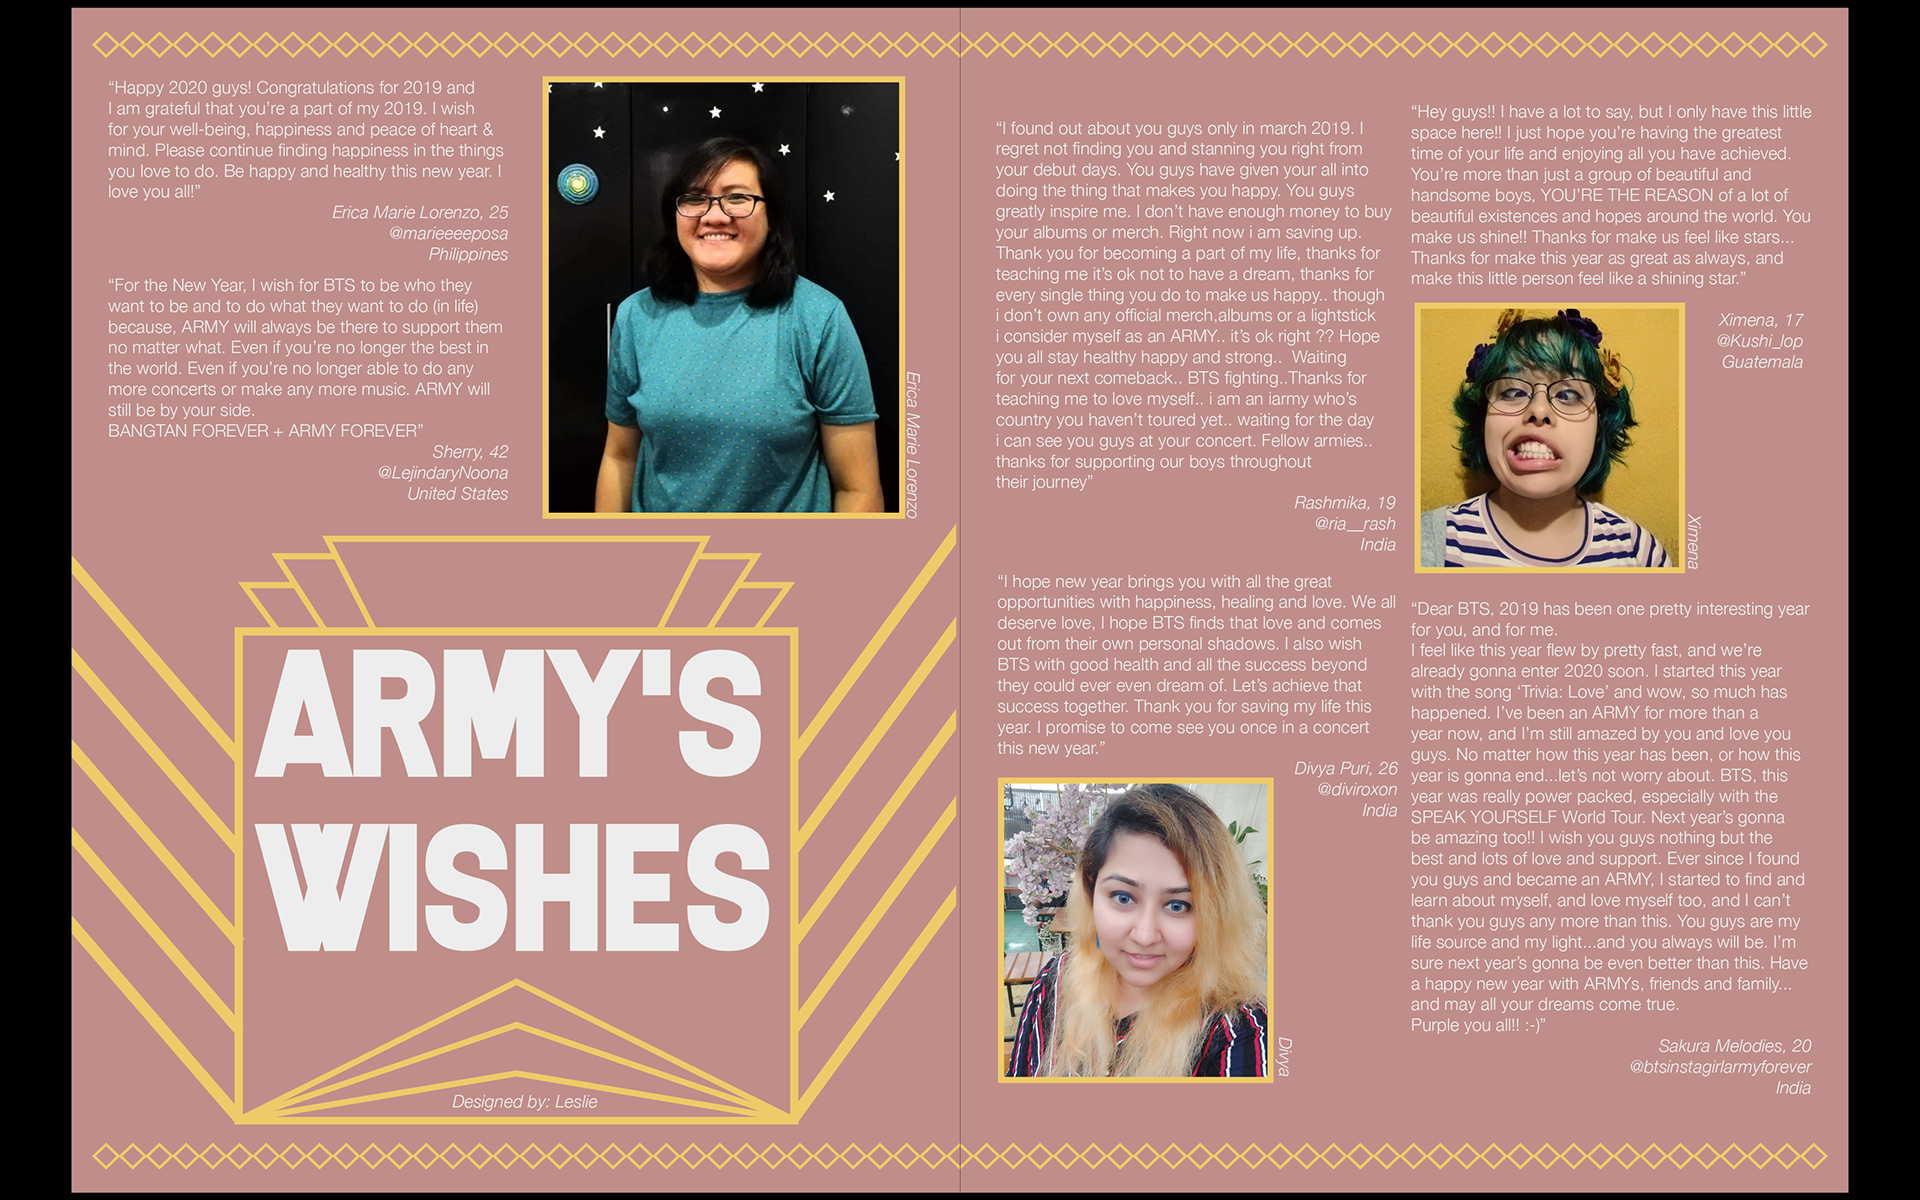 “Happy 2020 guys! Congratulations for 2019 and
I am grateful that you’re a part of my 2019. I wish
for your well-being, happiness and peace of heart &
mind. Please continue finding happiness in the things
you love to do. Be happy and healthy this new year. I
love you all!”
Erica Marie Lorenzo, 25
@marieeeeposa
Philippines
“For the New Year, I wish for BTS to be who they
want to be and to do what they want to do (in life)
because, ARMY will always be there to support them
no matter what. Even if you’re no longer the best in
the world. Even if you’re no longer able to do any
more concerts or make any more music. ARMY will
still be by your side.
BANGTAN FOREVER + ARMY FOREVER”
Sherry, 42
@LejindaryNoona
United States
Erica Marie Lorenzo
ARMY'S
WISHES
Designed by: Leslie
“I found out about you guys only in march 2019. I
regret not finding you and stanning you right from
your debut days. You guys have given your all into
doing the thing that makes you happy. You guys
greatly inspire me. I don’t have enough money to buy
your albums or merch. Right now i am saving up.
Thank you for becoming a part of my life, thanks for
teaching me it’s ok not to have a dream, thanks for
every single thing you do to make us happy.. though
i don’t own any official merch,albums or a lightstick
i consider myself as an ARMY.. it’s ok right ?? Hope
you all stay healthy happy and strong.. Waiting
for your next comeback.. BTS fighting..Thanks for
teaching me to love myself.. i am an iarmy who’s
country you haven’t toured yet.. waiting for the day
i can see you guys at your concert. Fellow armies..
thanks for supporting our boys throughout
their journey”
Rashmika, 19
@ria__rash
India
“I hope new year brings you with all the great
opportunities with happiness, healing and love. We all
deserve love, I hope BTS finds that love and comes
out from their own personal shadows. I also wish
BTS with good health and all the success beyond
they could ever even dream of. Let’s achieve that
success together. Thank you for saving my life this
year. I promise to come see you once in a concert
this new year.”
Divya Puri, 26
@diviroxon
India
Divya
“Hey guys!! I have a lot to say, but I only have this little
space here!! I just hope you’re having the greatest
time of your life and enjoying all you have achieved.
You’re more than just a group of beautiful and
handsome boys, YOU’RE THE REASON of a lot of
beautiful existences and hopes around the world. You
make us shine!! Thanks for make us feel like stars...
Thanks for make this year as great as always, and
make this little person feel like a shining star.”
Ximena, 17
@Kushi_lop
Guatemala
Ximena
“Dear BTS, 2019 has been one pretty interesting year
for you, and for me.
I feel like this year flew by pretty fast, and we’re
already gonna enter 2020 soon. I started this year
with the song ‘Trivia: Love’ and wow, so much has
happened. I’ve been an ARMY for more than a
year now, and I’m still amazed by you and love you
guys. No matter how this year has been, or how this
year is gonna end...let’s not worry about. BTS, this
year was really power packed, especially with the
SPEAK YOURSELF World Tour. Next year’s gonna
be amazing too!! I wish you guys nothing but the
best and lots of love and support. Ever since I found
you guys and became an ARMY, I started to find and
learn about myself, and love myself too, and I can’t
thank you guys any more than this. You guys are my
life source and my light...and you always will be. I’m
sure next year’s gonna be even better than this. Have
a happy new year with ARMYs, friends and family...
and may all your dreams come true.
Purple you all!! :-)”
Sakura Melodies, 20
@btsinstagirlarmyforever
India